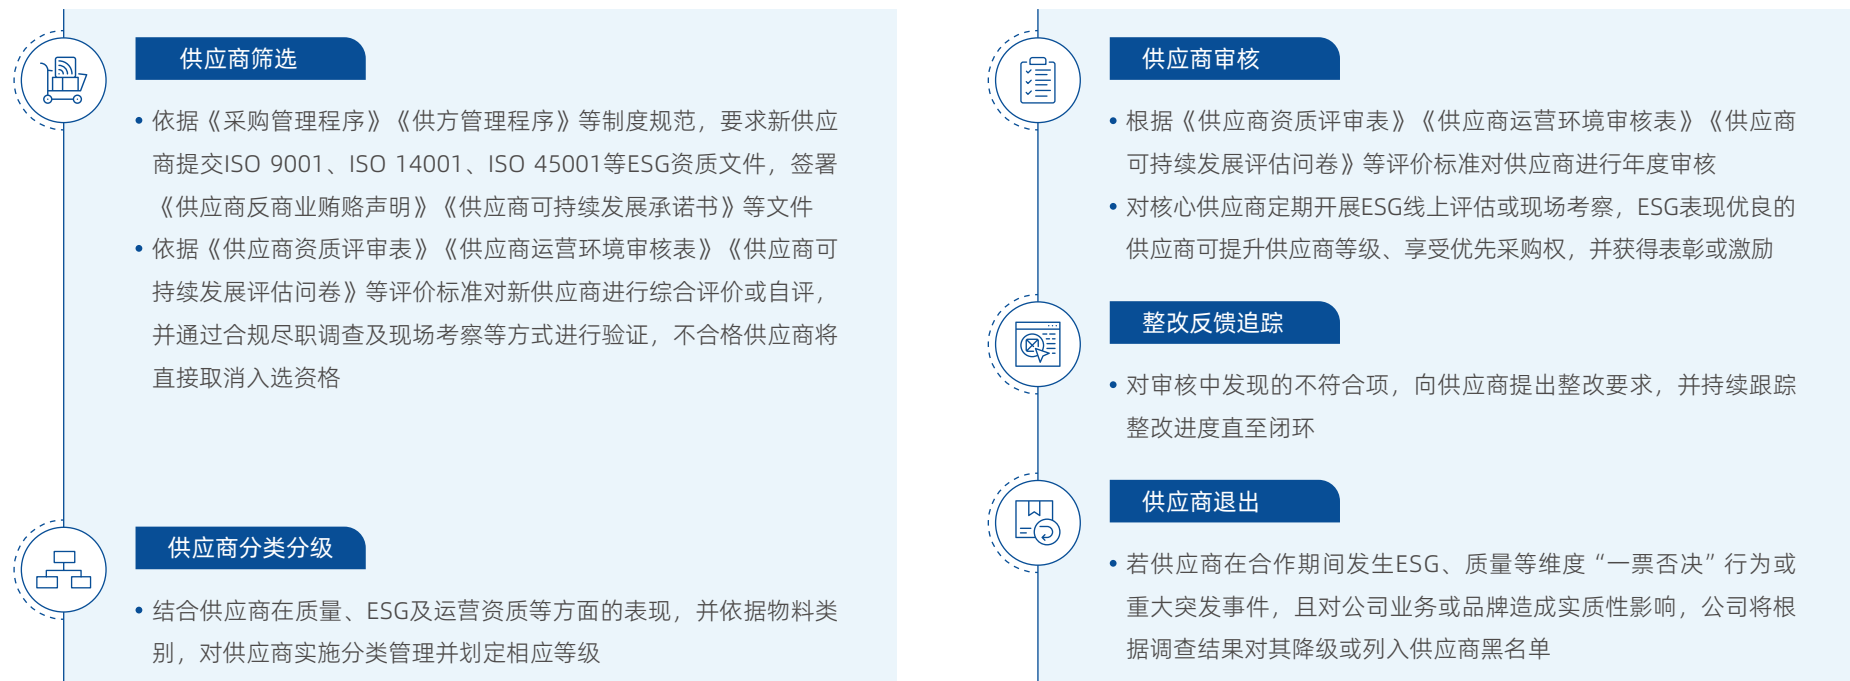 供应商筛选
• 依据《采购管理程序》《供方管理程序》等制度规范，要求新供应
商提交ISO 9001、ISO 14001、ISO 45001等ESG资质文件，签署
《供应商反商业贿赂声明》《供应商可持续发展承诺书》等文件
• 依据《供应商资质评审表》《供应商运营环境审核表》《供应商可
持续发展评估问卷》等评价标准对新供应商进行综合评价或自评，
并通过合规尽职调查及现场考察等方式进行验证，不合格供应商将
直接取消入选资格
供应商分类分级
• 结合供应商在质量、ESG及运营资质等方面的表现，并依据物料类
别，对供应商实施分类管理并划定相应等级
供应商审核
• 根据《供应商资质评审表》《供应商运营环境审核表》《供应商
可持续发展评估问卷》等评价标准对供应商进行年度审核
• 对核心供应商定期开展ESG线上评估或现场考察，ESG表现优良的
供应商可提升供应商等级、享受优先采购权，并获得表彰或激励
整改反馈追踪
• 对审核中发现的不符合项，向供应商提出整改要求，并持续跟踪
整改进度直至闭环
供应商退出
• 若供应商在合作期间发生ESG、质量等维度“一票否决”行为或
重大突发事件，且对公司业务或品牌造成实质性影响，公司将根
据调查结果对其降级或列入供应商黑名单